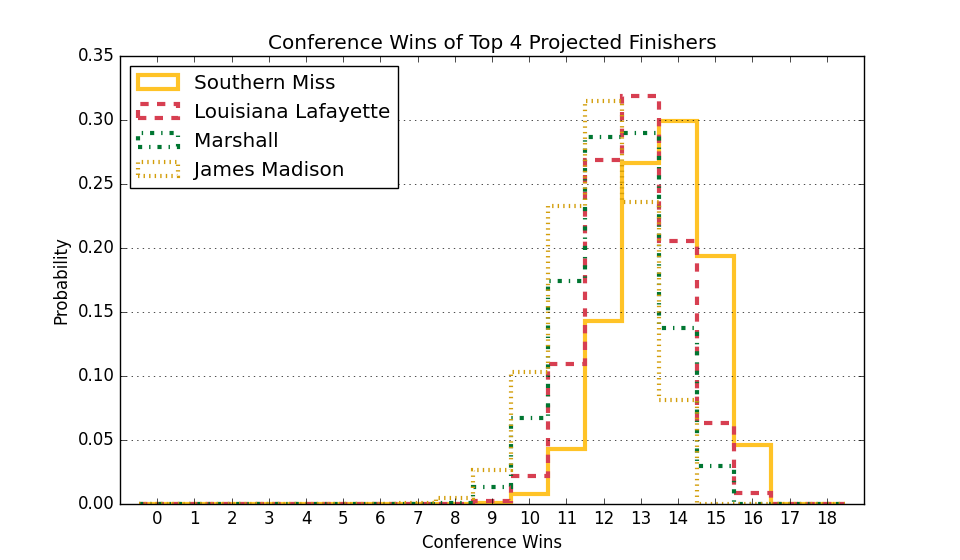 Conference Wins of Top 4 Projected Finishers
0.35
0.30
0.25
0.20
0.15
0.10
0.05
0.00
Probability
Southern Miss
Louisiana Lafayette
Marshall
James Madison
0 1 2 3 4 5 6 7 8 9 10 11 12 13 14 15 16 17 18
Conference Wins